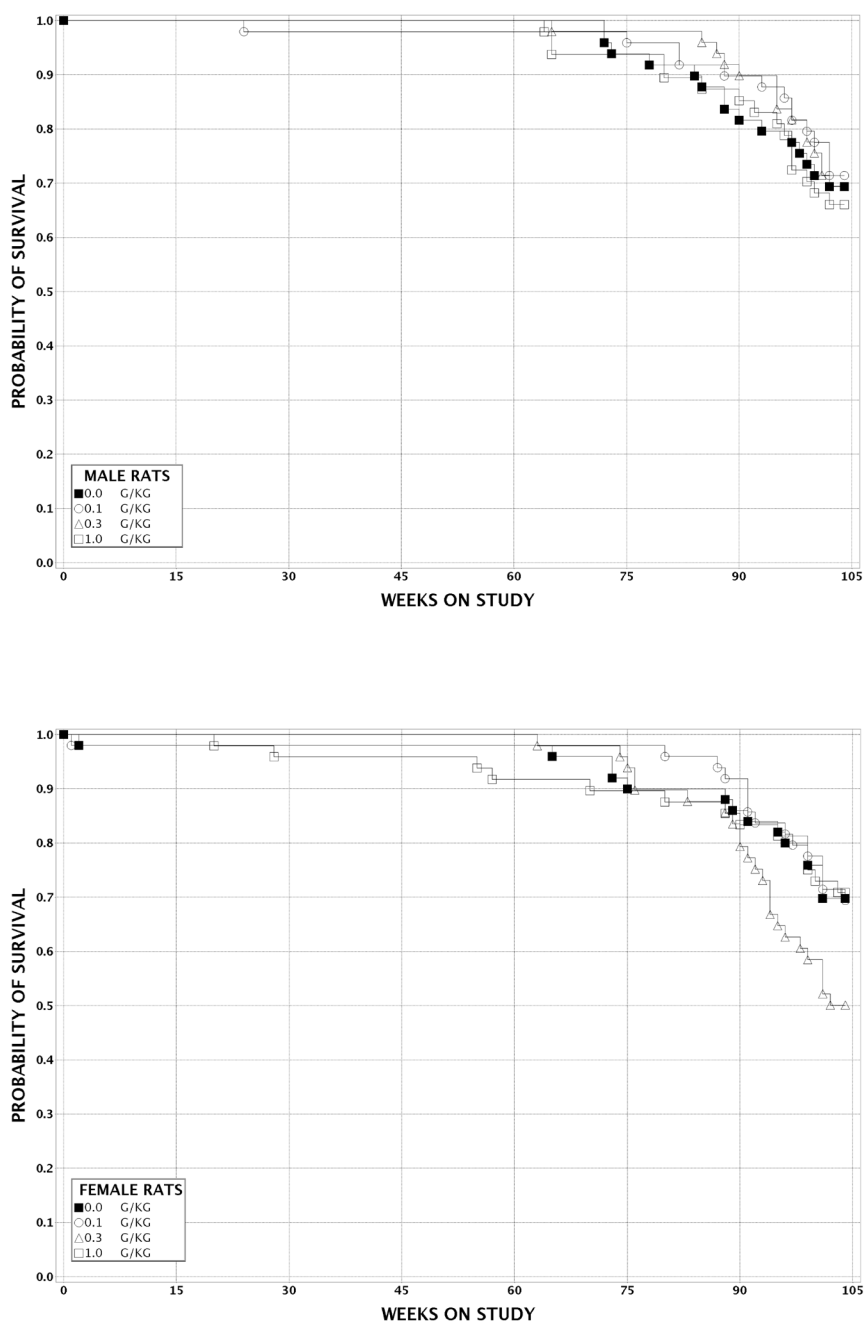 1.0
0.9
0.8
0.7
0.6
0.5
0.4
0.3
0.2
0.1
0.0
PROBABILITY OF SURVIVAL
MALE RATS
0.0 G/KG
0.1 G/KG
0.3 G/KG
1.0 G/KG
0 15 30 45 60 75 90 105
WEEKS ON STUDY
1.0
0.9
0.8
0.7
0.6
0.5
0.4
0.3
0.2
0.1
0.0
PROBABILITY OF SURVIVAL
FEMALE RATS
0.0 G/KG
0.1 G/KG
0.3 G/KG
1.0 G/KG
0 15 30 45 60 75 90 105
WEEKS ON STUDY